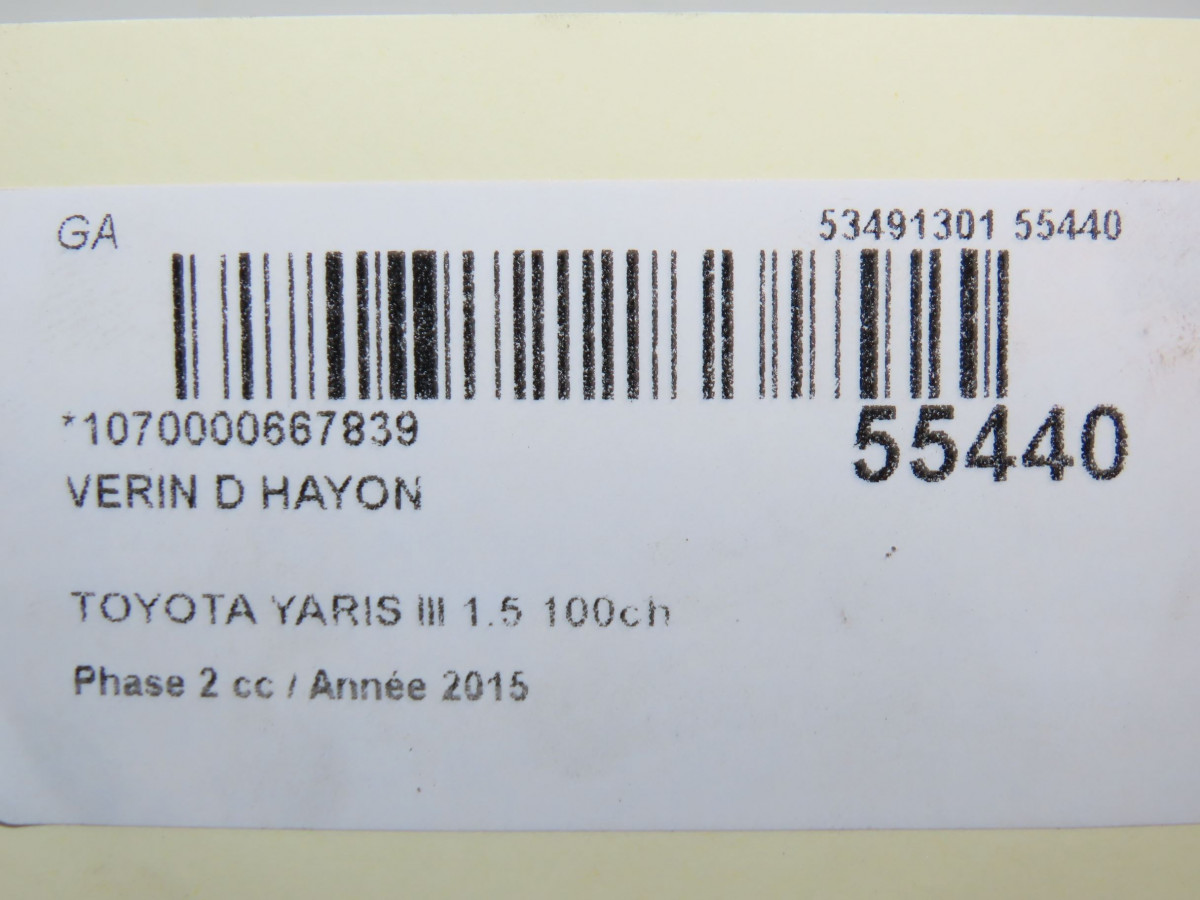 GA 53491301 55440
*1070000667839
55440
VERIN D HAYON
TOYOTA YARIS III 1.5 100ch
Phase 2 cc / Année 2015